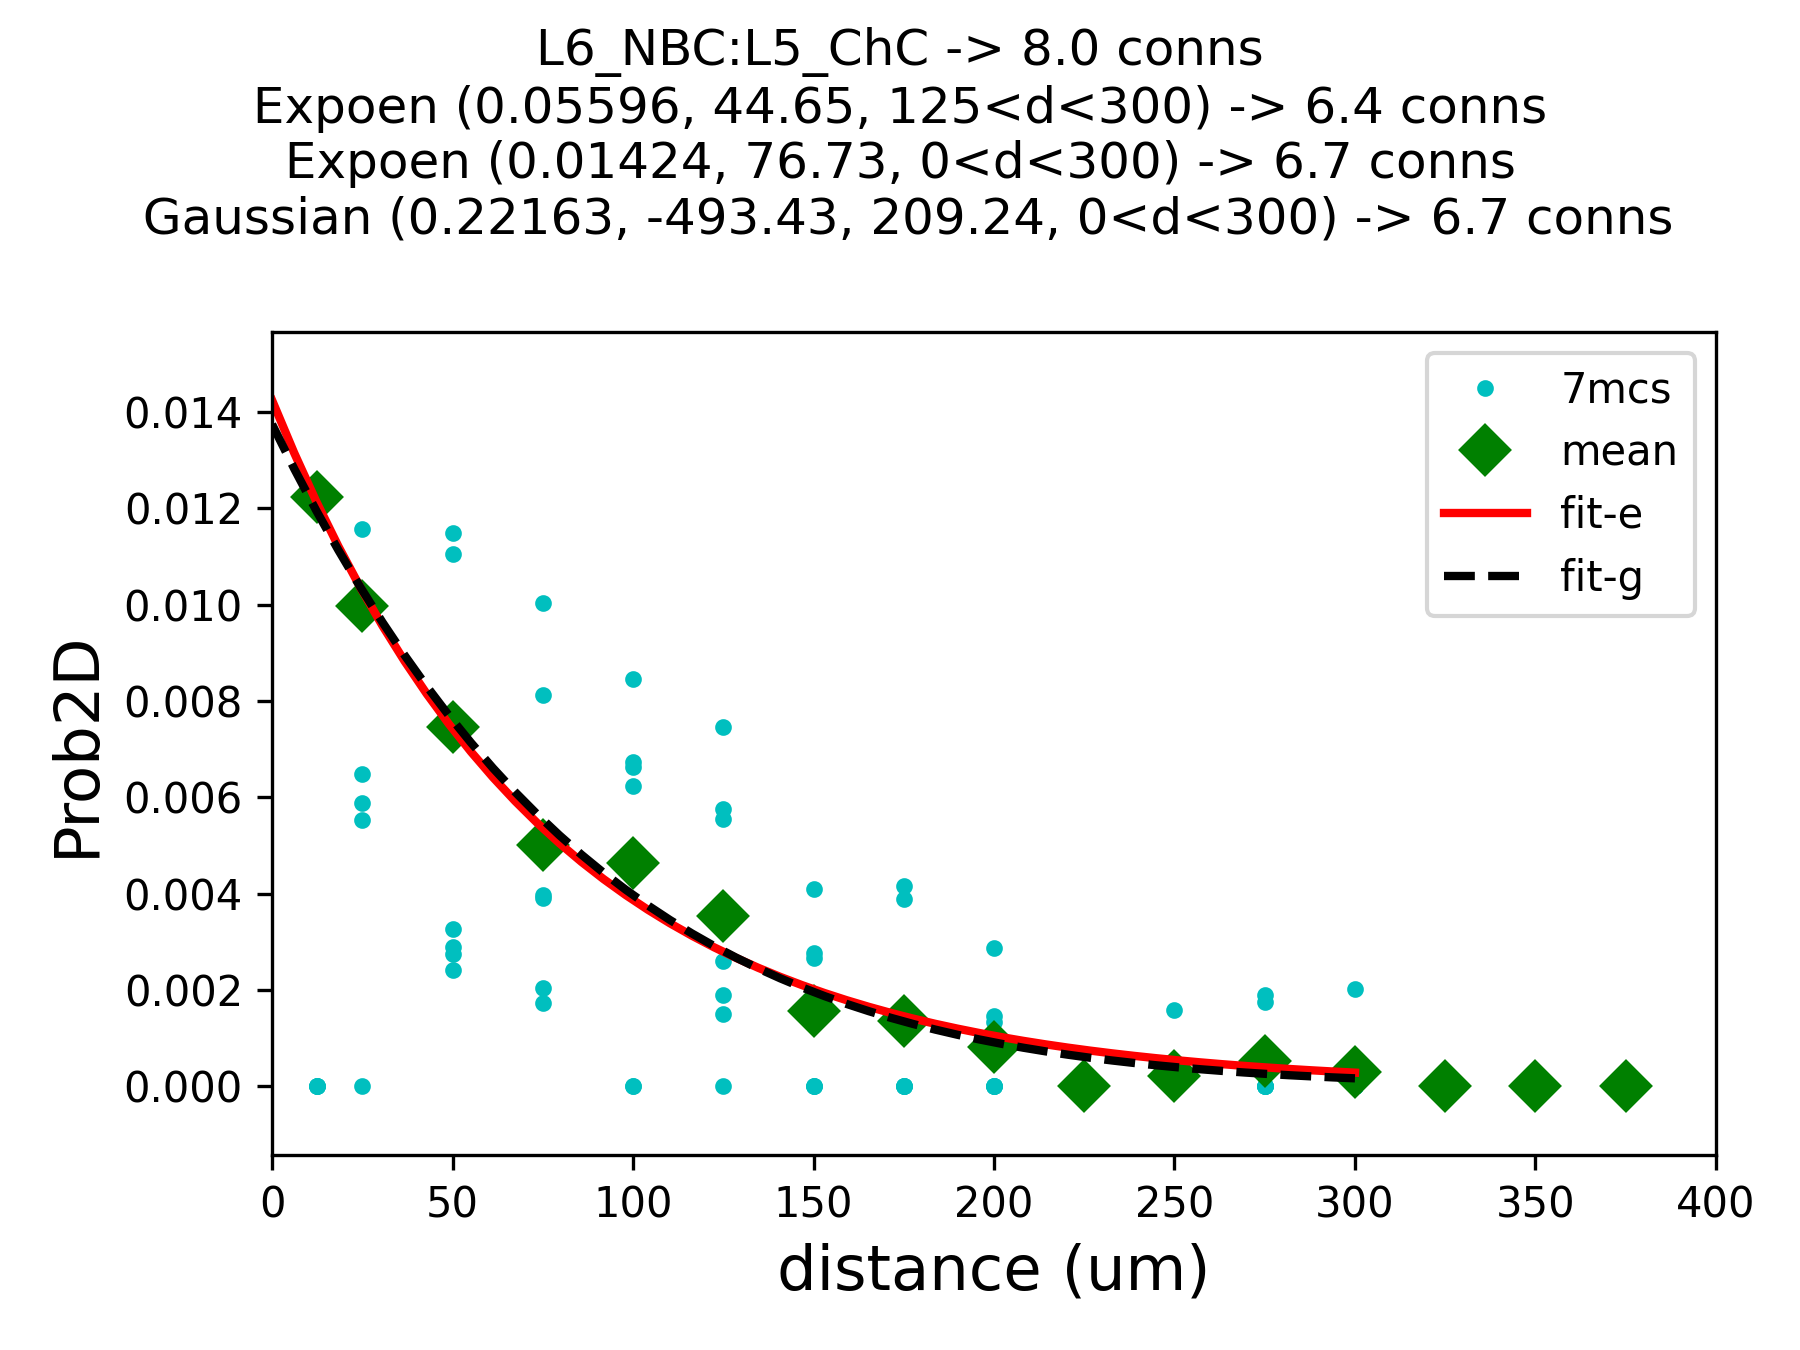 L6_NBC:L5_ChC -> 8.0 conns
Expoen (0.05596, 44.65, 125<d<300) -> 6.4 conns
Expoen (0.01424, 76.73, 0<d<300) -> 6.7 conns
Gaussian (0.22163, -493.43, 209.24, 0<d<300) -> 6.7 conns
7mcs
mean
fit-e
fit-g
Prob2D
0.014
0.012
0.010
0.008
0.006
0.004
0.002
0.000
0 50 100 150 200 250 300 350 400
distance (um)